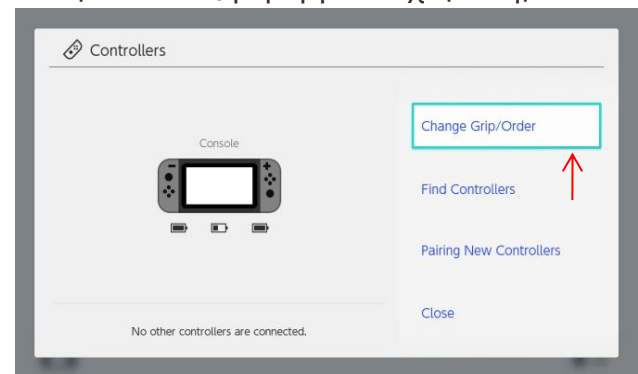 Controllers
Console
Change Grip/Order
Find Controllers
Pairing New Controllers
Close
No other controllers are connected.